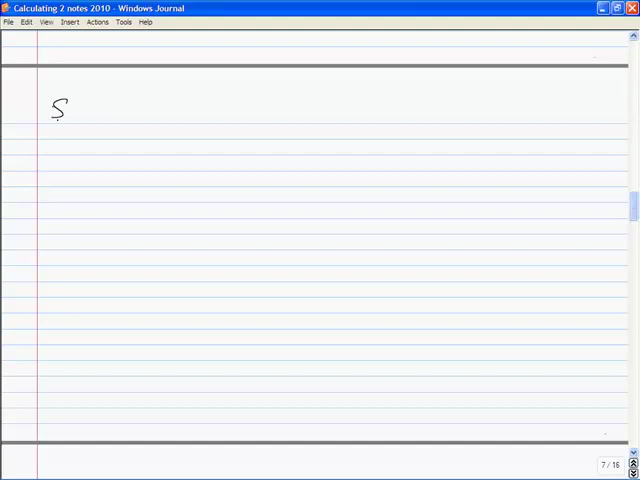 Calculating 2 notes 2010 - Windows Journal
File Edit View Insert Actions Tools Help
S
7 / 16